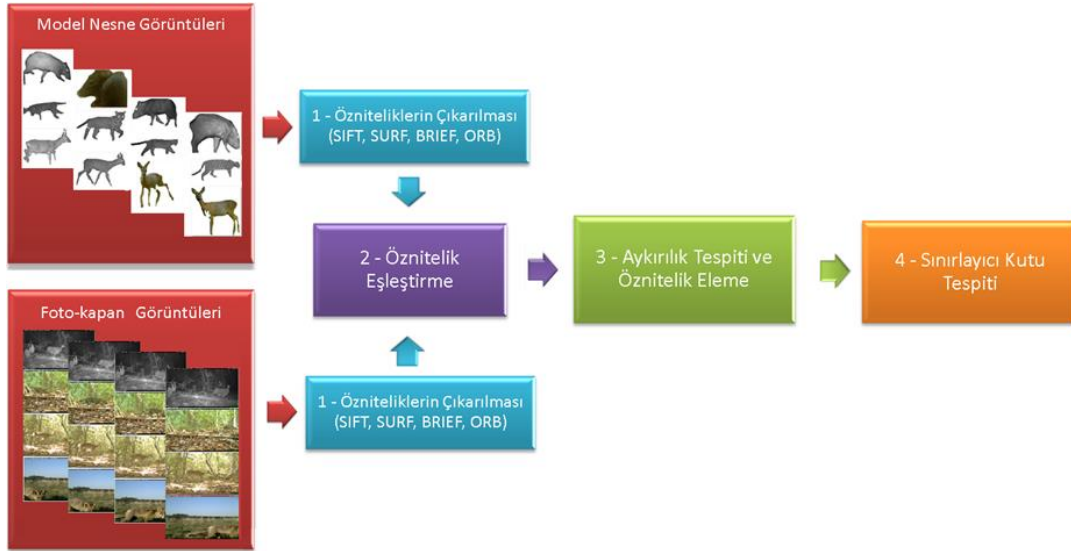 Model Nesne Görüntüleri
1 - Özniteliklerin Çıkarılması
(SIFT, SURF, BRIEF, ORB)
2 - Öznitelik
Eşleştirme
3 - Aykırılık Tespiti ve
Öznitelik Eleme
4 - Sınırlayıcı Kutu
Tespiti
Foto-kapan Görüntüleri
1 - Özniteliklerin Çıkarılması
(SIFT, SURF, BRIEF, ORB)